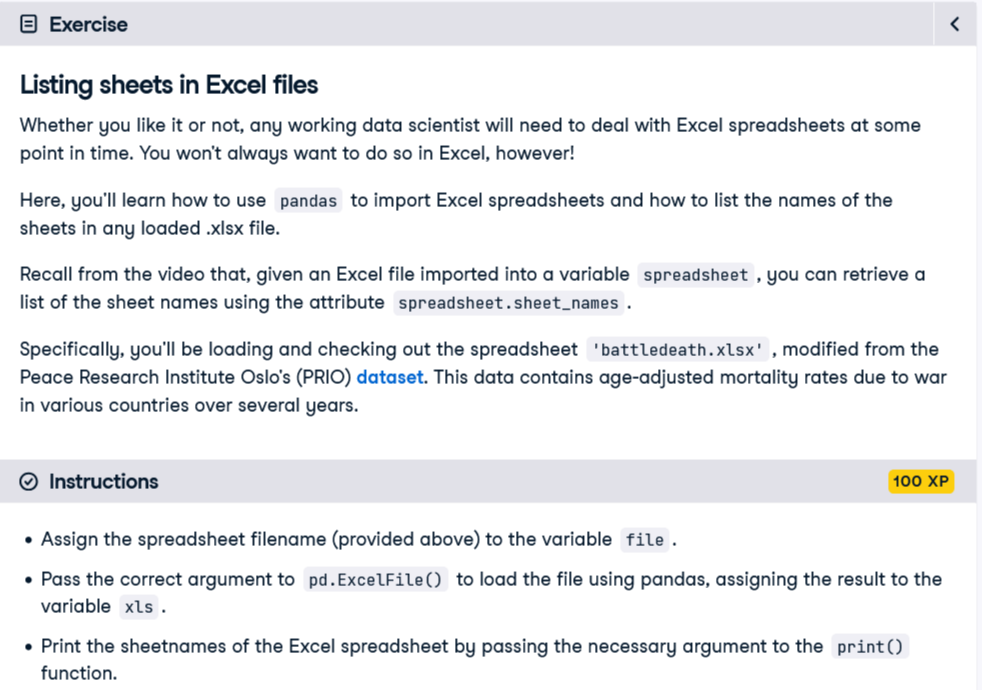 Exercise
Listing sheets in Excel files
Whether you like it or not, any working data scientist will need to deal with Excel spreadsheets at some
point in time. You won't always want to do so in Excel, however!
Here, you'll learn how to use pandas to import Excel spreadsheets and how to list the names of the
sheets in any loaded .xlsx file.
Recall from the video that, given an Excel file imported into a variable spreadsheet, you can retrieve a
list of the sheet names using the attribute spreadsheet.sheet_names.
Specifically, you'll be loading and checking out the spreadsheet 'battledeath.xlsx', modified from the
Peace Research Institute Oslo's (PRIO) dataset. This data contains age-adjusted mortality rates due to war
in various countries over several years.
Instructions 100 XP
• Assign the spreadsheet filename (provided above) to the variable file.
• Pass the correct argument to pd.ExcelFile() to load the file using pandas, assigning the result to the
variable xls.
• Print the sheetnames of the Excel spreadsheet by passing the necessary argument to the print()
function.